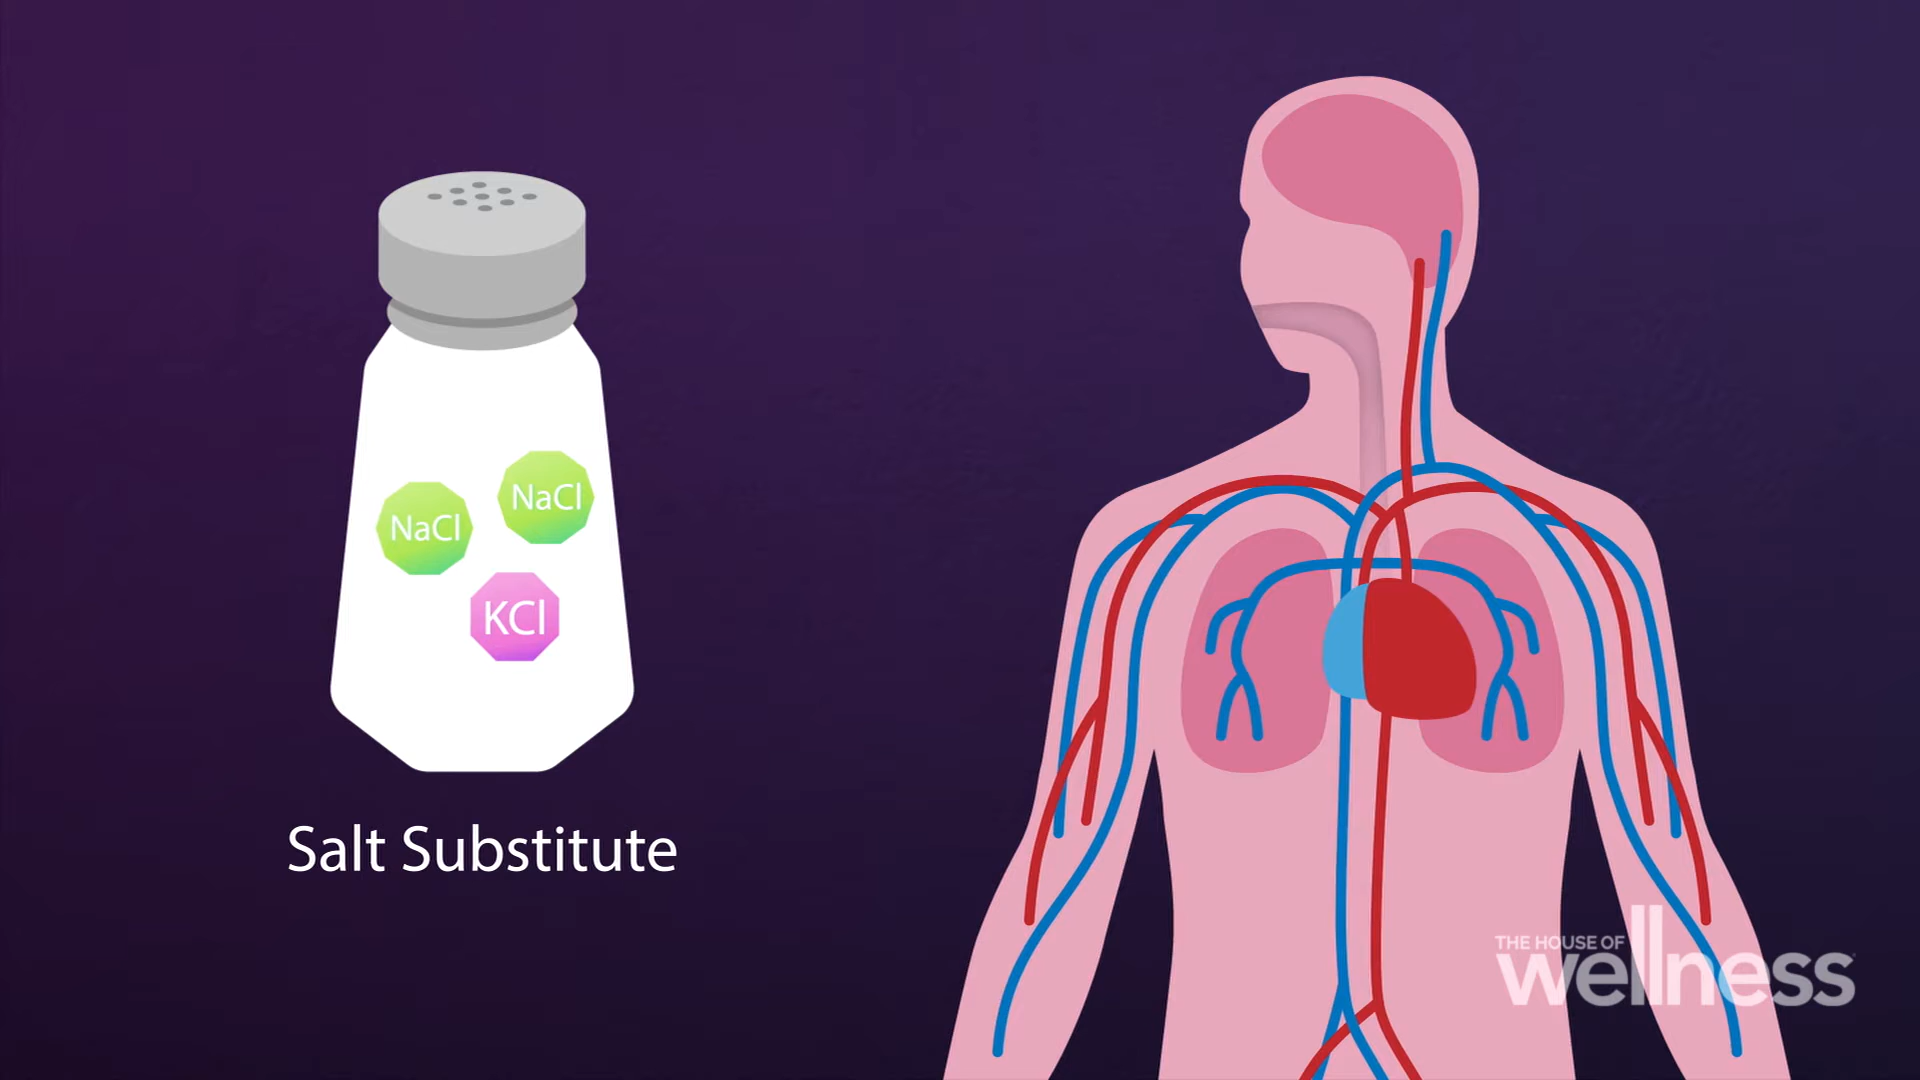 NaCl
NaCl
KCl
Salt Substitute
THE HOUSE OF
wellness